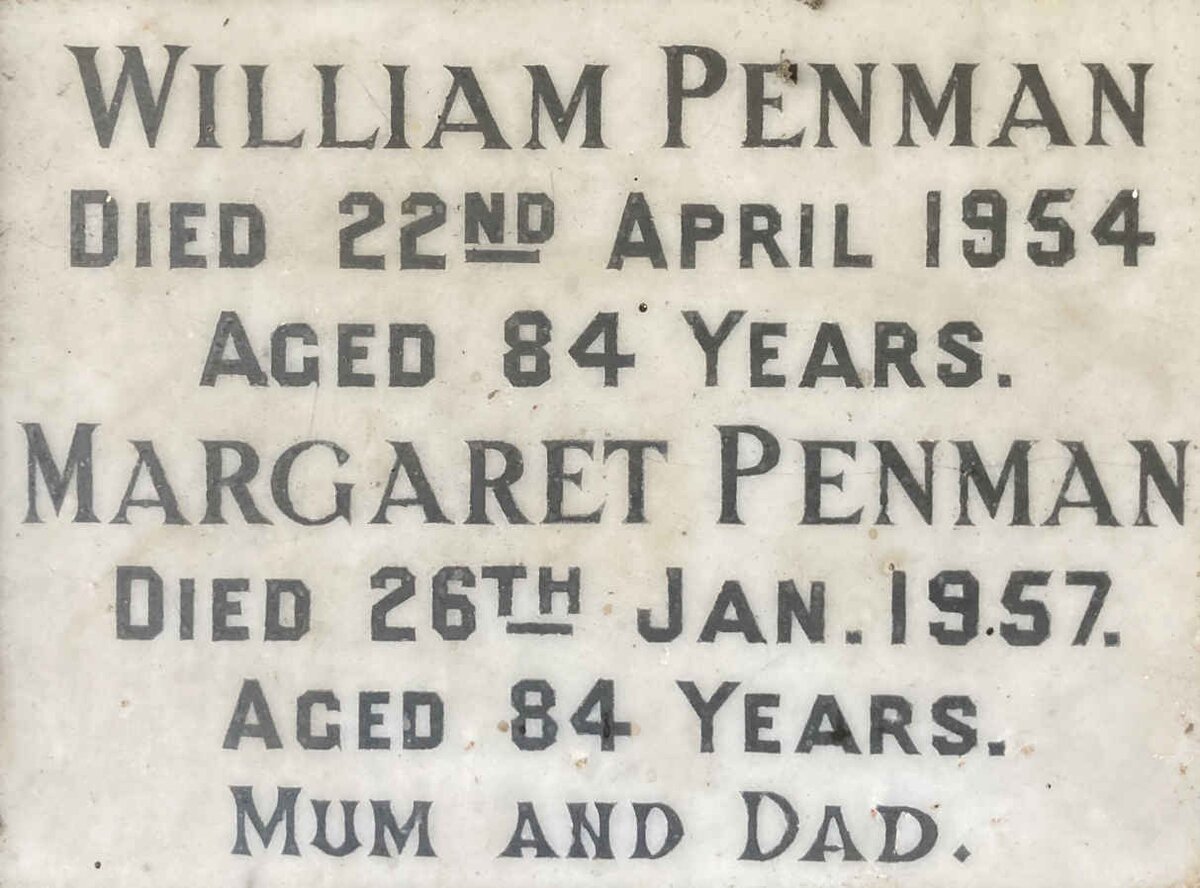 WILLIAM PENMAN
DIED 22ND APRIL 1954
AGED 84 YEARS.
MARGARET PENMAN
DIED 26TH JAN. 1957.
AGED 84 YEARS.
MUM AND DAD.